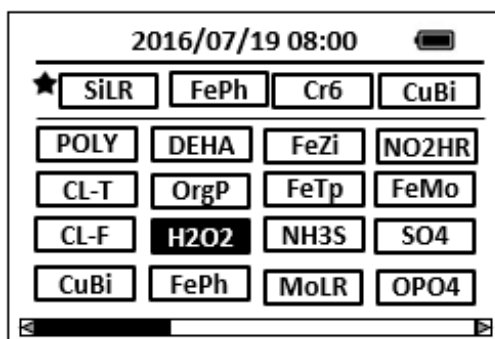 2016/07/19 08:00
SiLR FePh Cr6 CuBi
POLY DEHA FeZi NO2HR
CL-T OrgP FeTp FeMo
CL-F H2O2 NH3S SO4
CuBi FePh MoLR OPO4